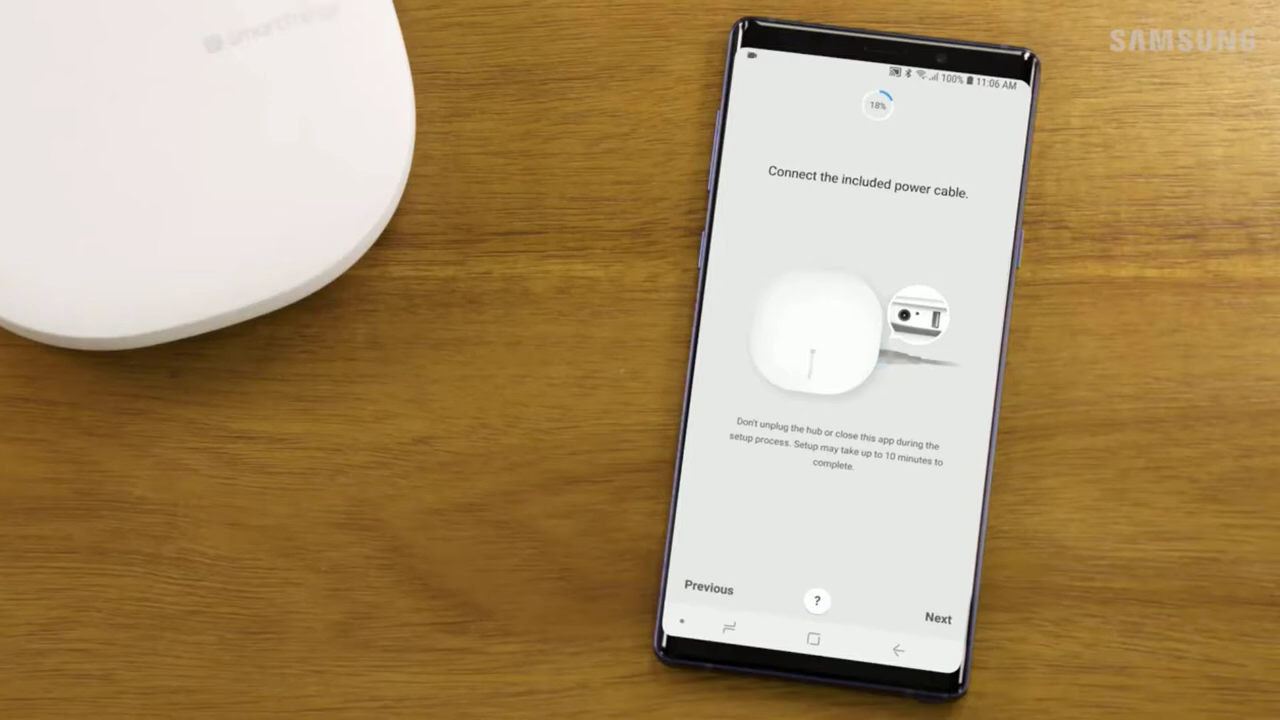 SmartThings
SAMSUNG
100% 11:06 AM
18%
Connect the included power cable.
Don't unplug the hub or close this app during the
setup process. Setup may take up to 10 minutes to
complete.
Previous
?
Next